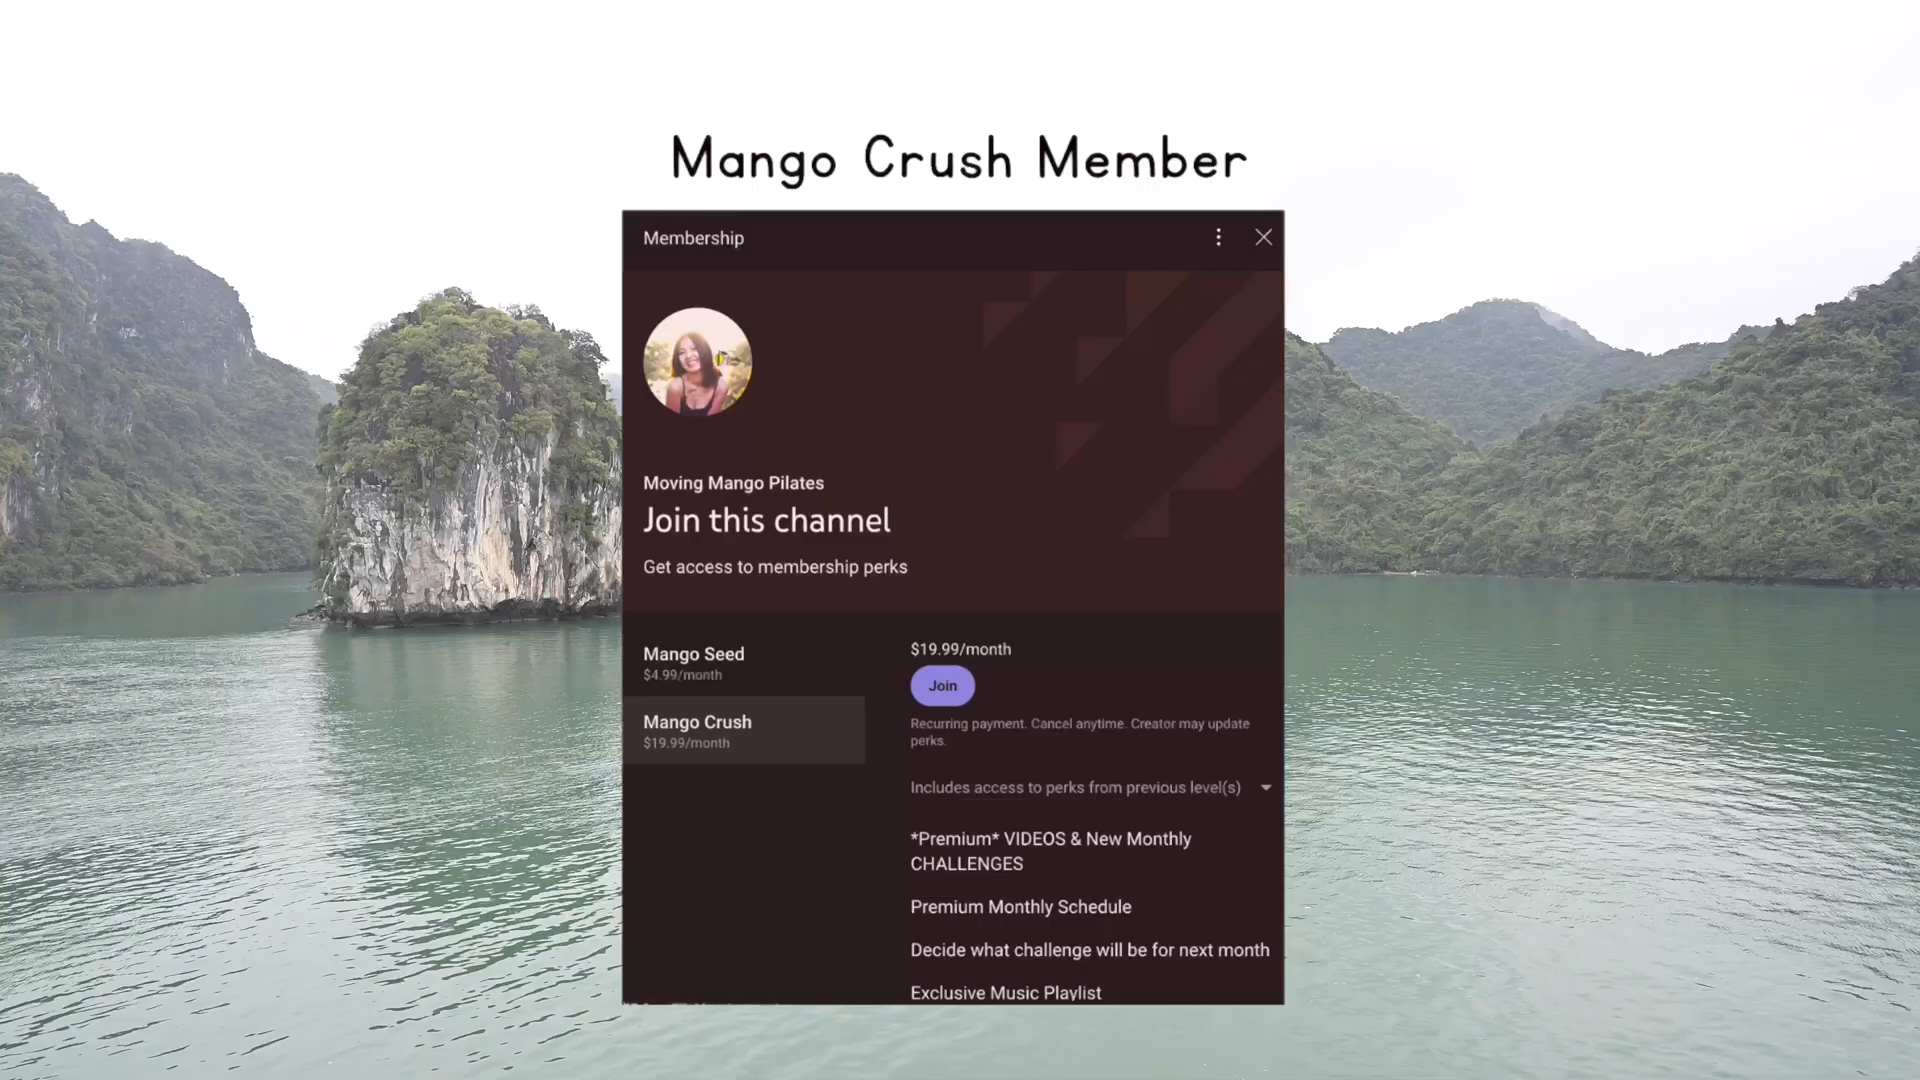 Mango Crush Member
Membership
Moving Mango Pilates
Join this channel
Get access to membership perks
Mango Seed
$4.99/month
Mango Crush
$19.99/month
$19.99/month
Join
Recurring payment. Cancel anytime. Creator may update
perks.
Includes access to perks from previous level(s)
*Premium* VIDEOS & New Monthly
CHALLENGES
Premium Monthly Schedule
Decide what challenge will be for next month
Exclusive Music Playlist